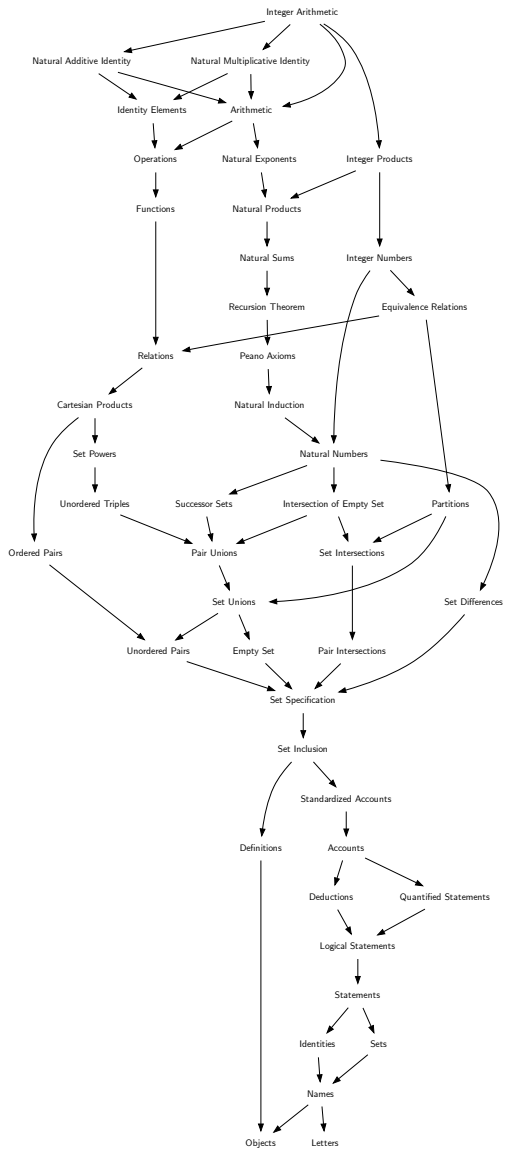 Integer Arithmetic
Natural Additive Identity
Natural Multiplicative Identity
Identity Elements
Arithmetic
Operations
Natural Exponents
Integer Products
Functions
Natural Products
Natural Sums
Integer Numbers
Recursion Theorem
Equivalence Relations
Relations
Peano Axioms
Cartesian Products
Natural Induction
Set Powers
Natural Numbers
Unordered Triples
Successor Sets
Intersection of Empty Set
Partitions
Ordered Pairs
Pair Unions
Set Intersections
Set Unions
Set Differences
Unordered Pairs
Empty Set
Pair Intersections
Set Specification
Set Inclusion
Standardized Accounts
Definitions
Accounts
Deductions
Quantified Statements
Logical Statements
Statements
Identities
Sets
Names
Objects
Letters